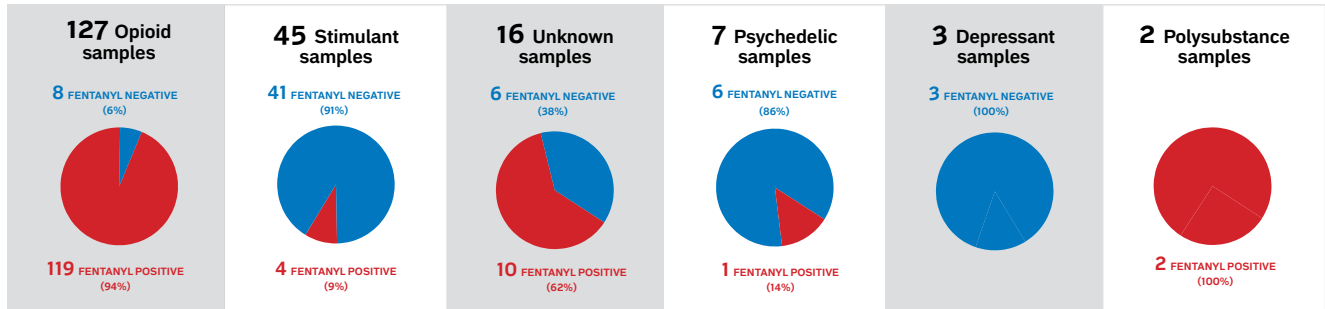 127 Opioid
samples
8 FENTANYL NEGATIVE
(6%)
119 FENTANYL POSITIVE
(94%)
45 Stimulant
samples
41 FENTANYL NEGATIVE
(91%)
4 FENTANYL POSITIVE
(9%)
16 Unknown
samples
6 FENTANYL NEGATIVE
(38%)
10 FENTANYL POSITIVE
(62%)
7 Psychedelic
samples
6 FENTANYL NEGATIVE
(86%)
1 FENTANYL POSITIVE
(14%)
3 Depressant
samples
3 FENTANYL NEGATIVE
(100%)
2 Polysubstance
samples
2 FENTANYL POSITIVE
(100%)